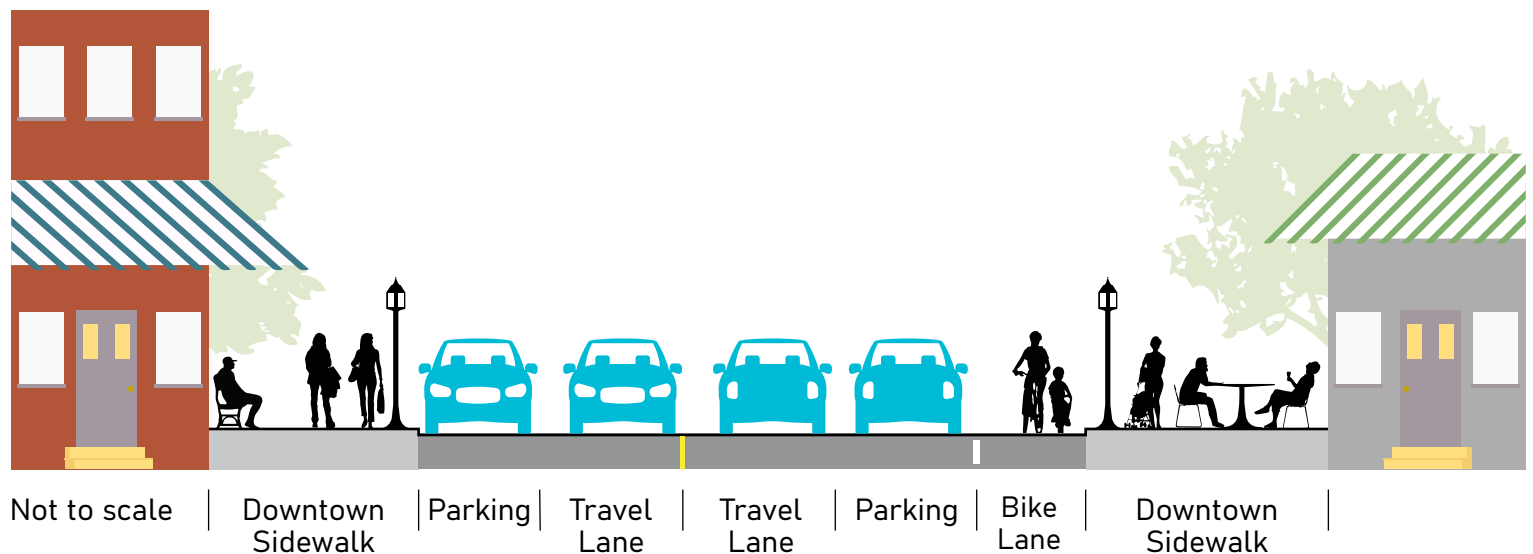 Not to scale
Downtown
Sidewalk
Parking
Travel
Lane
Travel
Lane
Parking
Bike
Lane
Downtown
Sidewalk